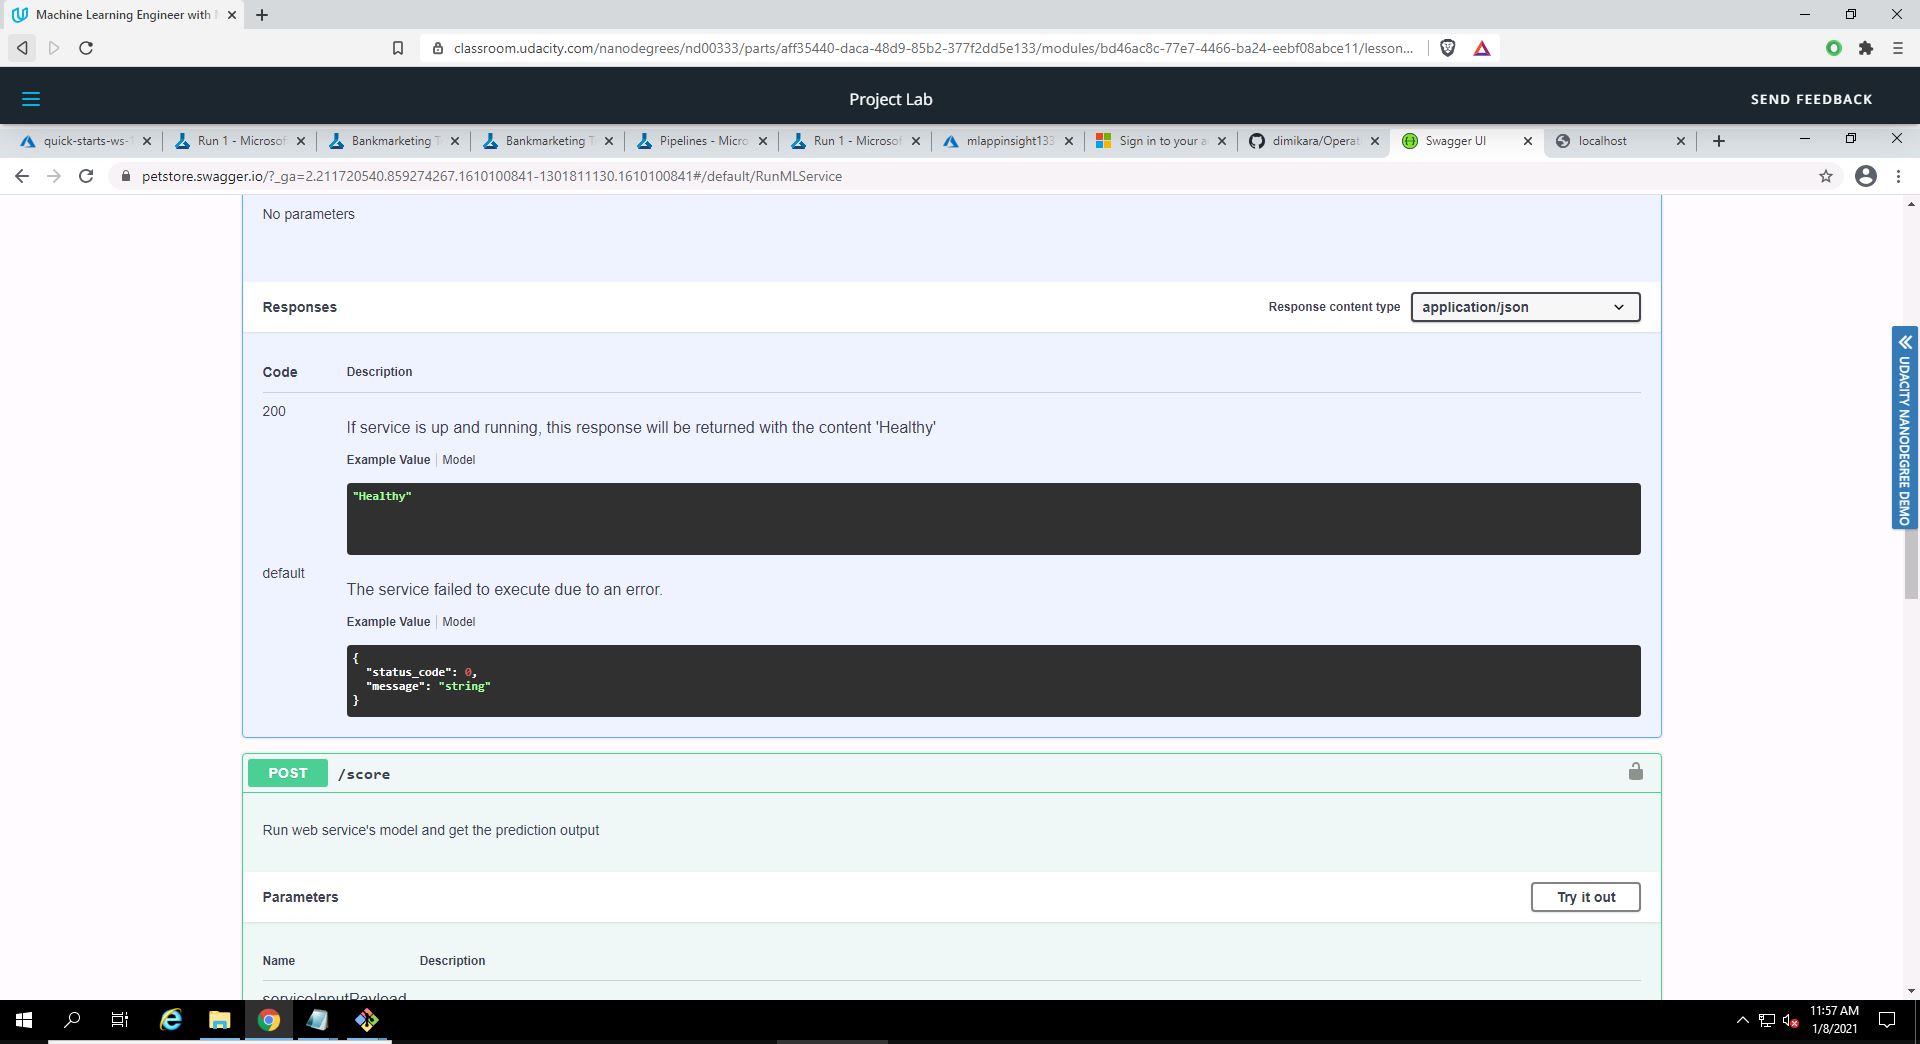 Machine Learning Engineer with
classroom.udacity.com/nanodegrees/nd00333/parts/aff35440-daca-48d9-85b2-377f2dd5e133/modules/bd46ac8c-77e7-4466-ba24-eebf08abce11/lesson...
Project Lab
SEND FEEDBACK
quick-starts-ws-1
Run 1 - Microsof
Bankmarketing T
Bankmarketing T
Pipelines - Micro
Run 1 - Microsof
mlappinsight133
Sign in to your a
dimikara/Operat
Swagger UI
localhost
petstore.swagger.io/?_ga=2.211720540.859274267.1610100841-1301811130.1610100841#/default/RunMLService
No parameters
Responses
Response content type
application/json
Code
Description
200
If service is up and running, this response will be returned with the content 'Healthy'
Example Value
Model
"Healthy"
default
The service failed to execute due to an error.
Example Value
Model
{
"status_code": 0,
"message": "string"
}
UDACITY NANODEGREE DEMO
POST
/score
Run web service's model and get the prediction output
Parameters
Try it out
Name
Description
serviceInputPayload
11:57 AM
1/8/2021